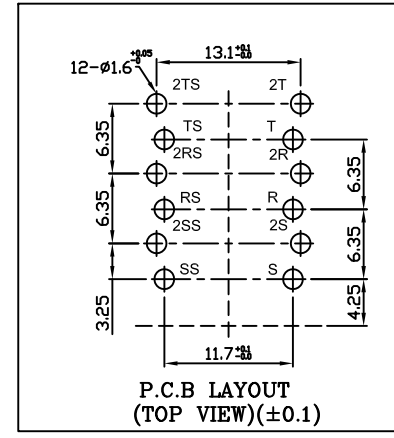 13.1 +0.1 -0.0
12-ø1.6 +0.05 -0
2TS 2T
TS T
2RS 2R
RS R
2SS 2S
SS S
6.35
6.35
3.25
6.35
6.35
4.25
11.7 +0.1 -0.0
P.C.B LAYOUT
(TOP VIEW)(±0.1)